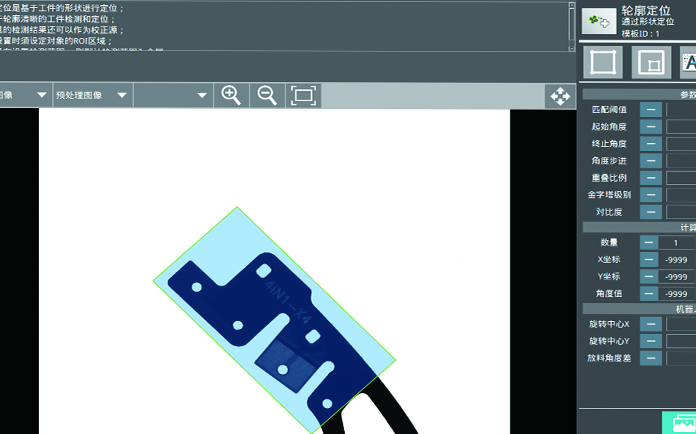 定位是基于工件的形状进行定位；
于轮廓清晰的工件检测和定位；
的检测结果还可以作为校正源；
设置时须设定对象的ROI区域；
轮廓定位
通过形状定位
模板ID : 1
图像
预处理图像
参数
匹配阈值
起始角度
终止角度
角度步进
重叠比例
金字塔级别
对比度
计算
数量 1
X坐标 -9999
Y坐标 -9999
角度值 -9999
机器人
旋转中心X
旋转中心Y
放料角度差
4IN1-X4